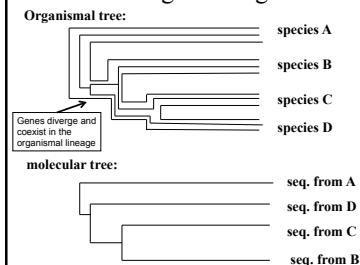 Organismal tree:
species A
species B
species C
species D
Genes diverge and
coexist in the
organismal lineage
molecular tree:
seq. from A
seq. from D
seq. from C
seq. from B